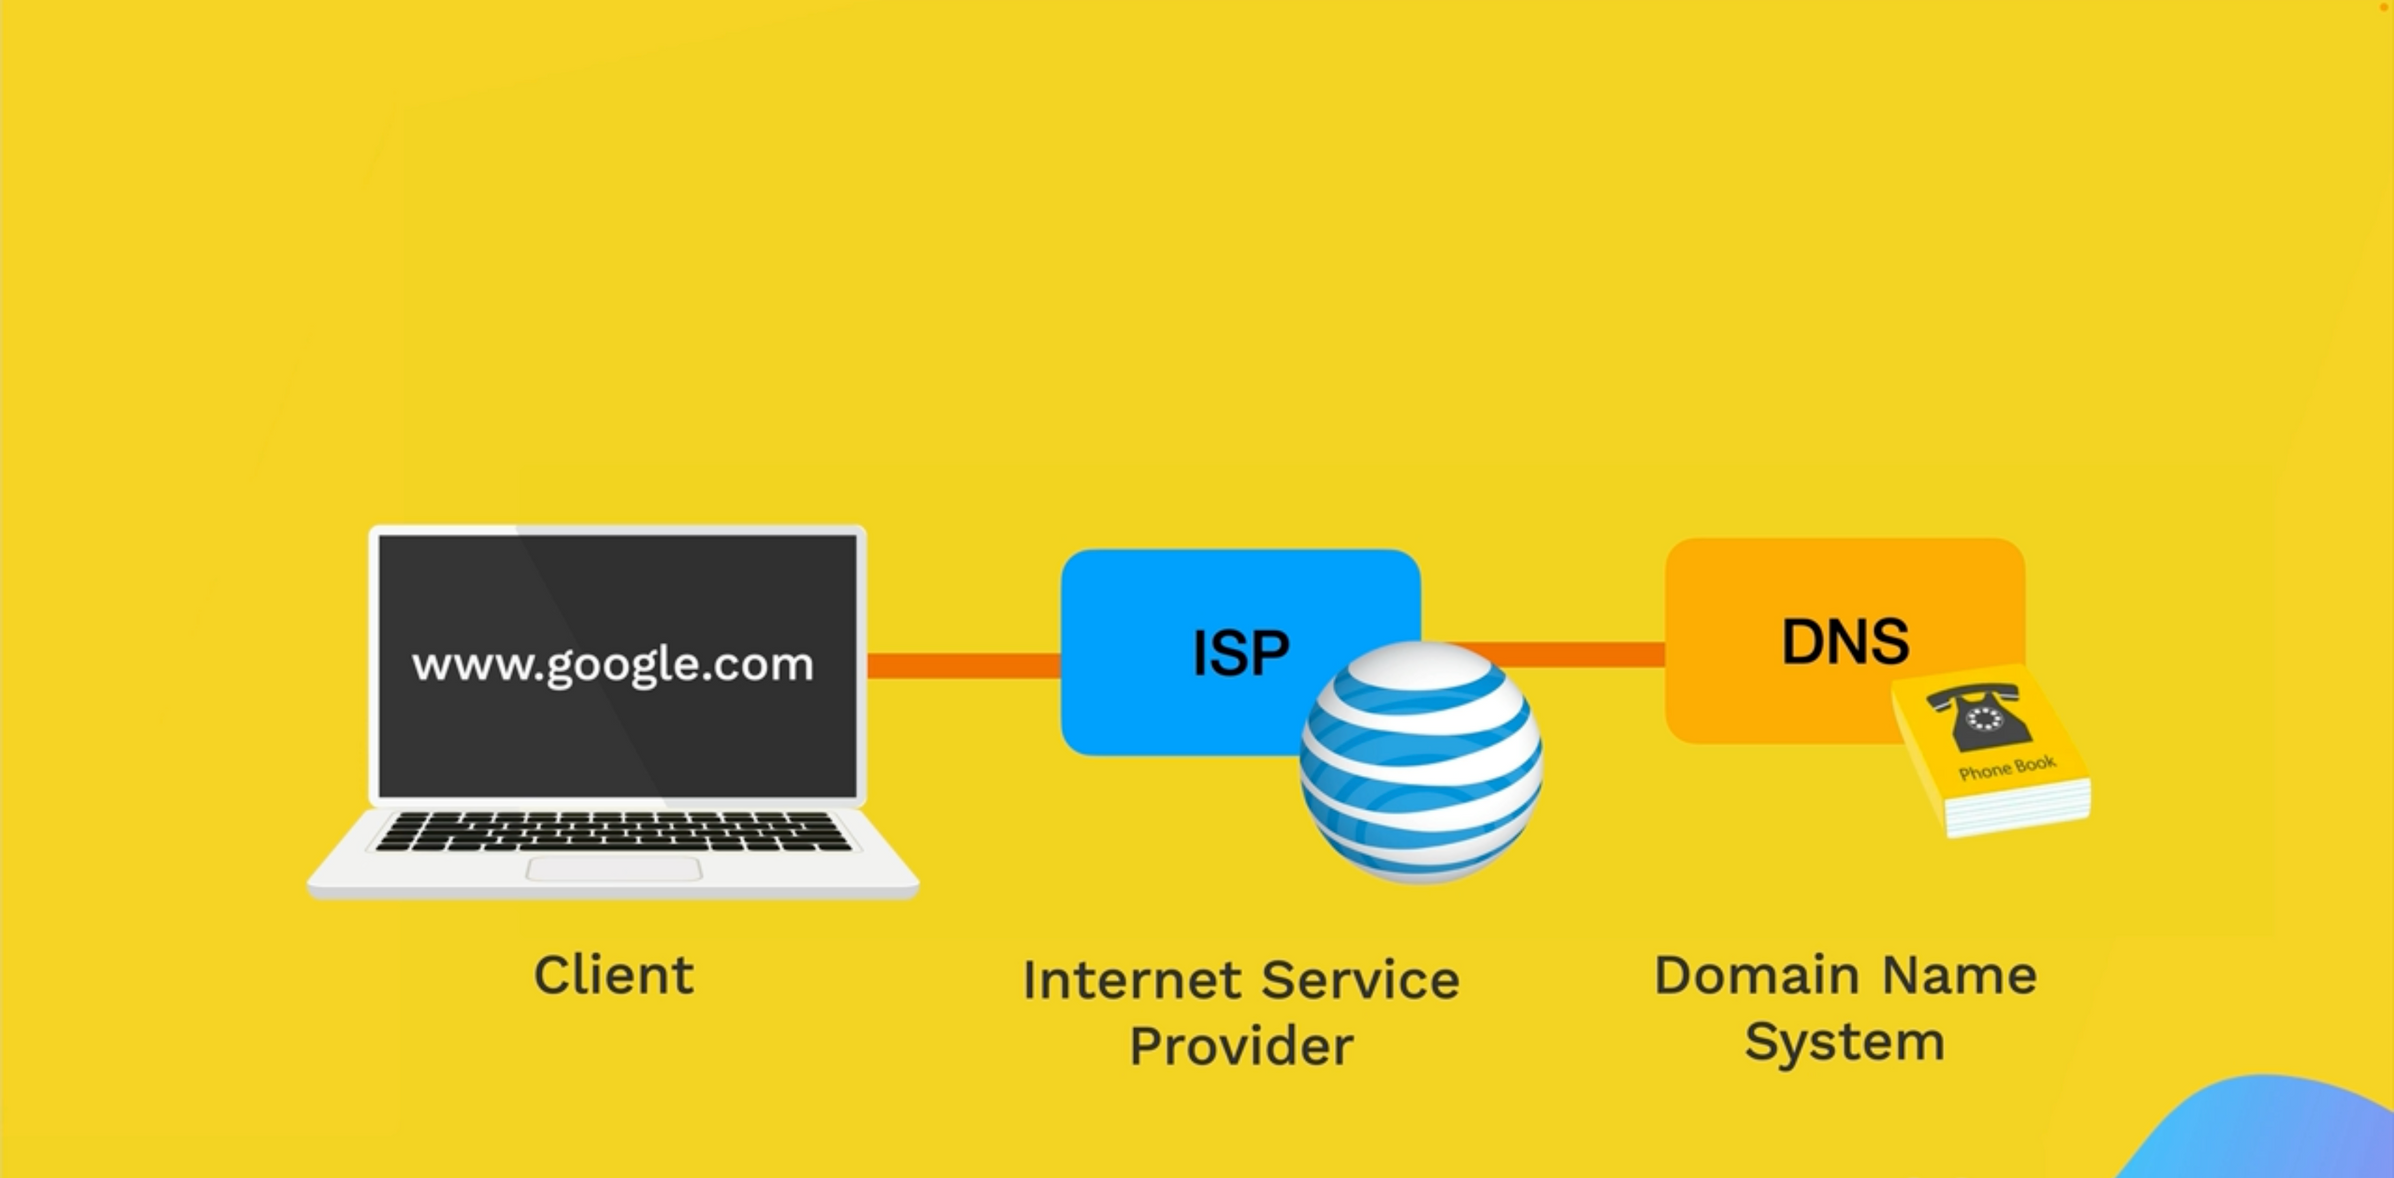 www.google.com
ISP
DNS
Phone Book
Client
Internet Service
Provider
Domain Name
System